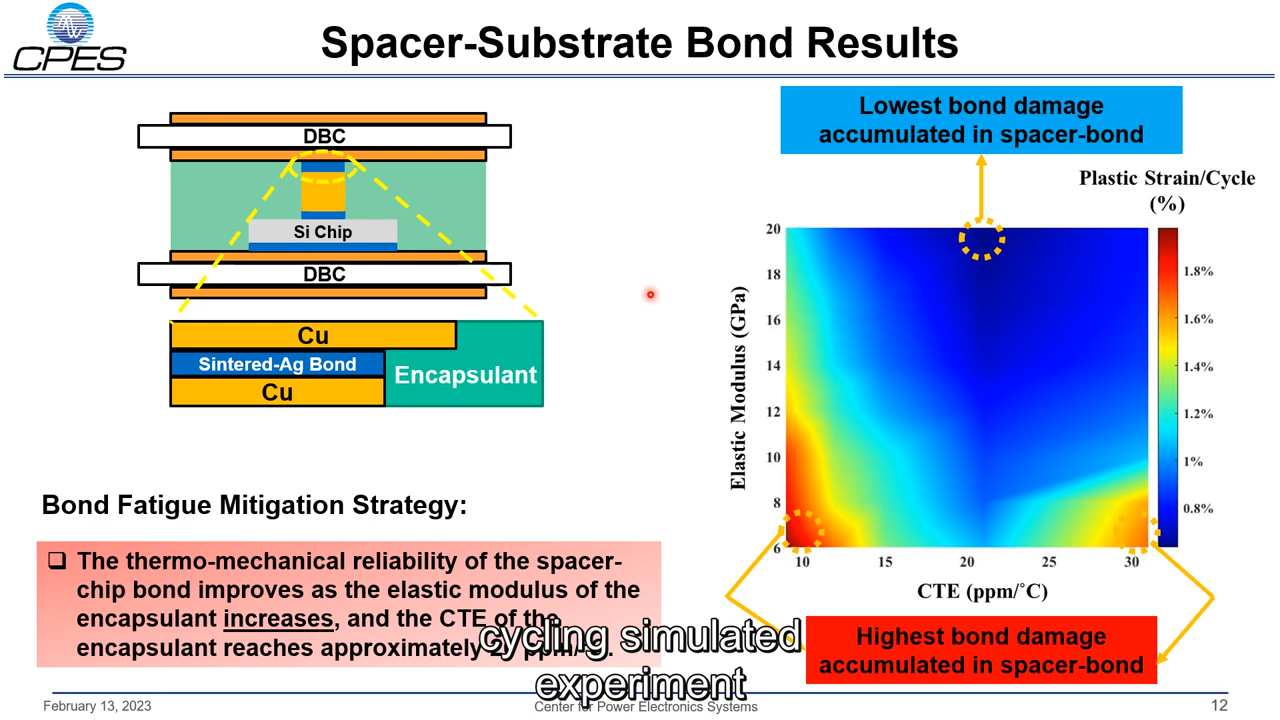 CPES
Spacer-Substrate Bond Results
DBC
Si Chip
DBC
Cu
Sintered-Ag Bond
Cu
Encapsulant
Lowest bond damage
accumulated in spacer-bond
Plastic Strain/Cycle
(%)
Elastic Modulus (GPa)
20
18
16
14
12
10
8
6
10
15
20
25
30
CTE (ppm/°C)
1.8%
1.6%
1.4%
1.2%
1%
0.8%
Highest bond damage
accumulated in spacer-bond
Bond Fatigue Mitigation Strategy:
❑ The thermo-mechanical reliability of the spacer-
chip bond improves as the elastic modulus of the
encapsulant increases, and the CTE of the
encapsulant reaches approximately
cycling simulated
experiment
February 13, 2023
Center for Power Electronics Systems
12